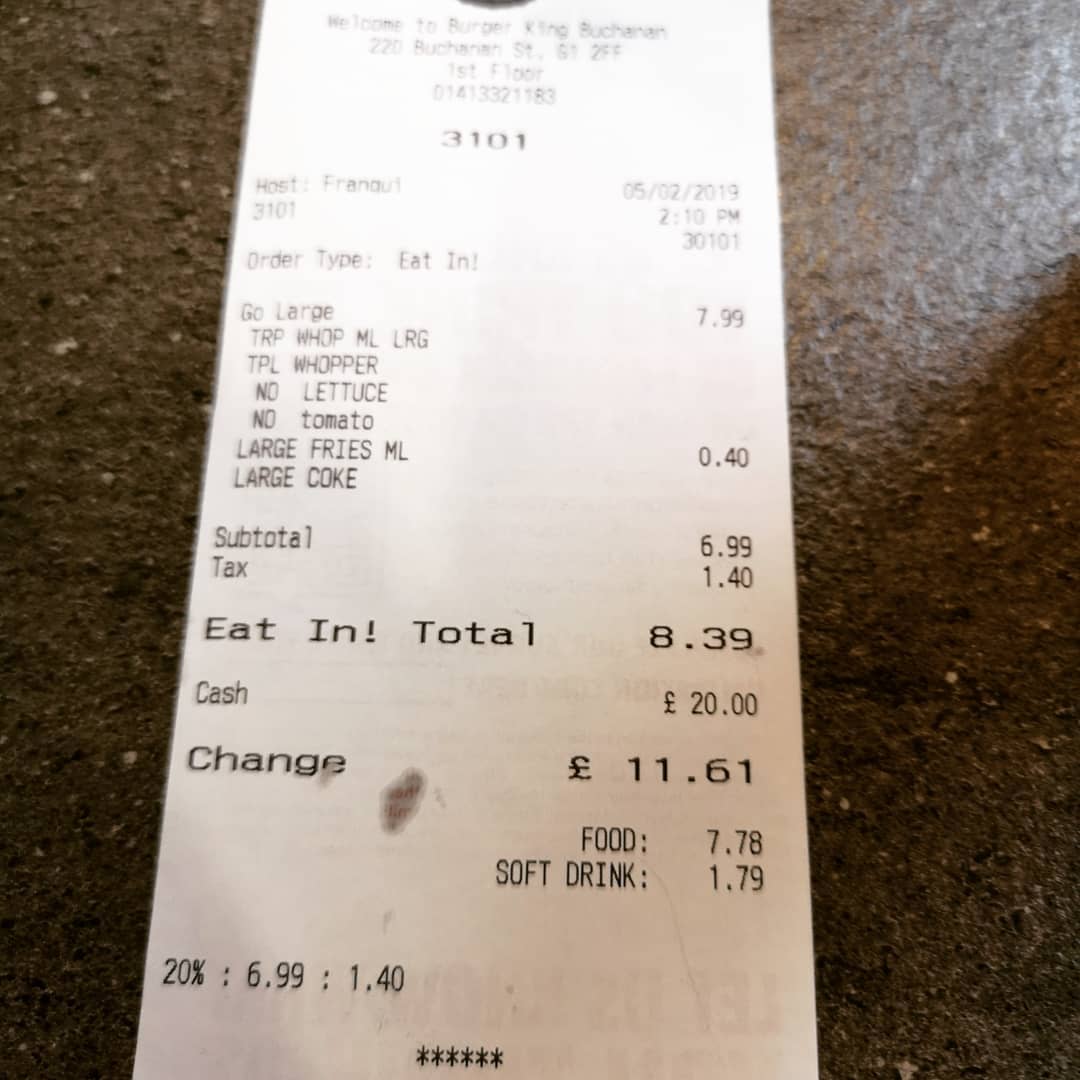 Welcome to Burger King Buchanan
220 Buchanan St, G1 2FF
1st Floor
01413321183
3101
Host: Franqui 05/02/2019
3101 2:10 PM
30101
Order Type: Eat In!
Go Large 7.99
TRP WHOP ML LRG
TPL WHOPPER
NO LETTUCE
NO tomato
LARGE FRIES ML 0.40
LARGE COKE
Subtotal 6.99
Tax 1.40
Eat In! Total 8.39
Cash £ 20.00
Change £ 11.61
FOOD: 7.78
SOFT DRINK: 1.79
20% : 6.99 : 1.40
******